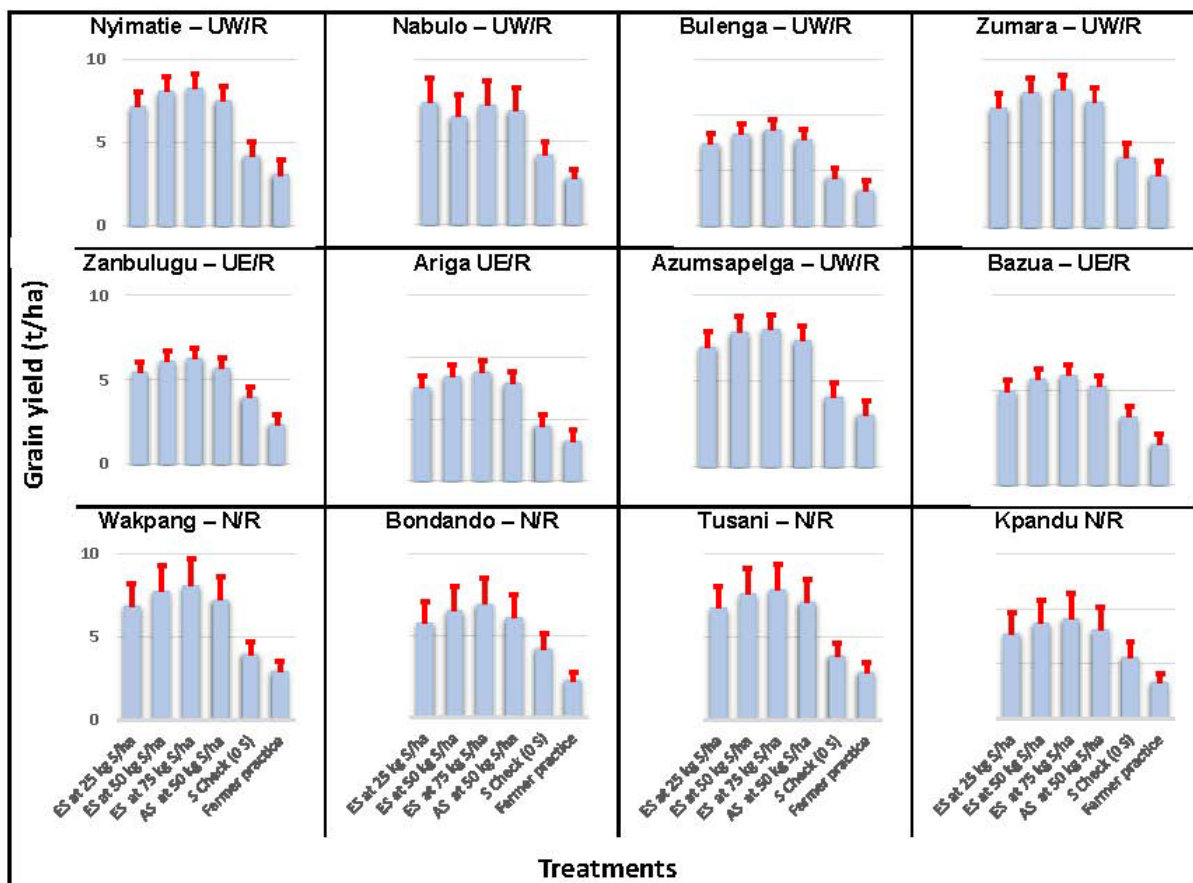 Nyimatie – UW/R
Nabulo – UW/R
Bulenga – UW/R
Zumara – UW/R
10
5
0
Zanbulugu – UE/R
Ariga UE/R
Azumsapelga – UW/R
Bazua – UE/R
10
5
0
Grain yield (t/ha)
Wakpang – N/R
Bondando – N/R
Tusani – N/R
Kpandu N/R
10
5
0
ES at 25 kg S/ha
ES at 50 kg S/ha
ES at 75 kg S/ha
AS at 50 kg S/ha
S Check (0 S)
Farmer practice
ES at 25 kg S/ha
ES at 50 kg S/ha
ES at 75 kg S/ha
AS at 50 kg S/ha
S Check (0 S)
Farmer practice
ES at 25 kg S/ha
ES at 50 kg S/ha
ES at 75 kg S/ha
AS at 50 kg S/ha
S Check (0 S)
Farmer practice
ES at 25 kg S/ha
ES at 50 kg S/ha
ES at 75 kg S/ha
AS at 50 kg S/ha
S Check (0 S)
Farmer practice
Treatments